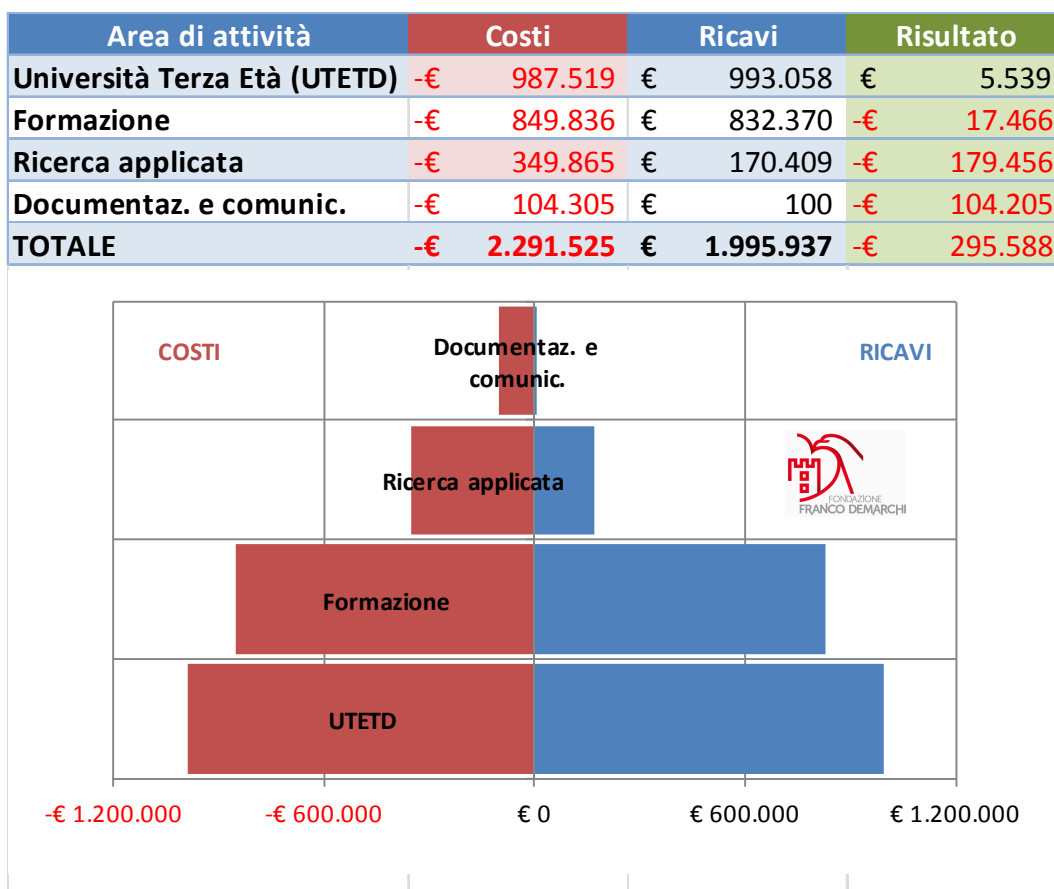 Area di attività Costi Ricavi Risultato
Università Terza Età (UTETD) -€ 987.519 € 993.058 € 5.539
Formazione -€ 849.836 € 832.370 -€ 17.466
Ricerca applicata -€ 349.865 € 170.409 -€ 179.456
Documentaz. e comunic. -€ 104.305 € 100 -€ 104.205
TOTALE -€ 2.291.525 € 1.995.937 -€ 295.588
COSTI
Documentaz. e
comunic.
RICAVI
Ricerca applicata
FONDAZIONE
FRANCO DEMARCHI
Formazione
UTETD
-€ 1.200.000 -€ 600.000 € 0 € 600.000 € 1.200.000